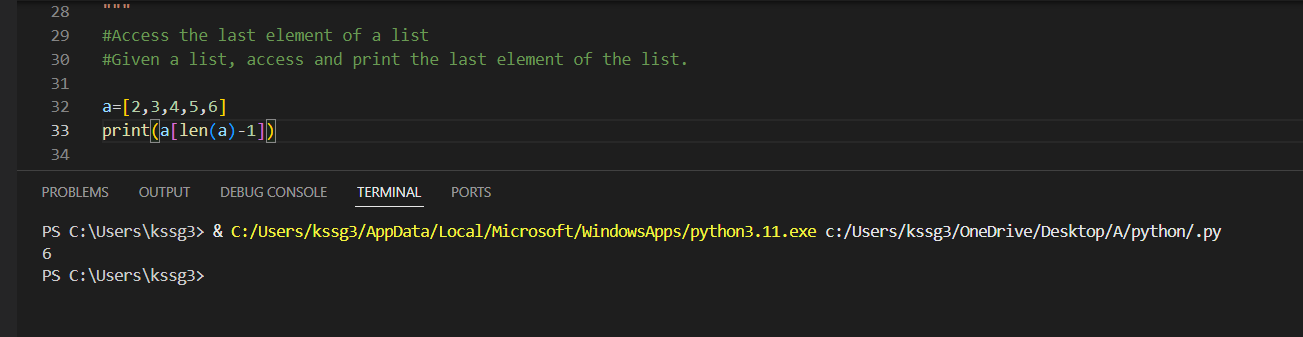 28 """
29 #Access the last element of a list
30 #Given a list, access and print the last element of the list.
31
32 a=[2,3,4,5,6]
33 print(a[len(a)-1])
34
PROBLEMS OUTPUT DEBUG CONSOLE TERMINAL PORTS
PS C:\Users\kssg3> & C:/Users/kssg3/AppData/Local/Microsoft/WindowsApps/python3.11.exe c:/Users/kssg3/OneDrive/Desktop/A/python/.py
6
PS C:\Users\kssg3>